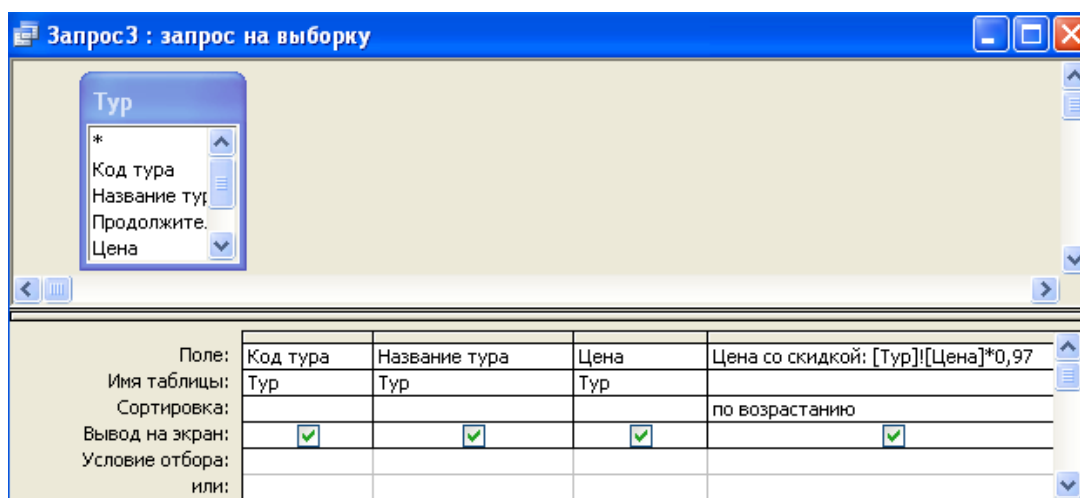 Запрос3 : запрос на выборку
Тур
*
Код тура
Название тур
Продолжите.
Цена
Поле: Код тура Название тура Цена Цена со скидкой: [Тур]![Цена]*0,97
Имя таблицы: Тур Тур Тур
Сортировка: по возрастанию
Вывод на экран:
Условие отбора:
или: